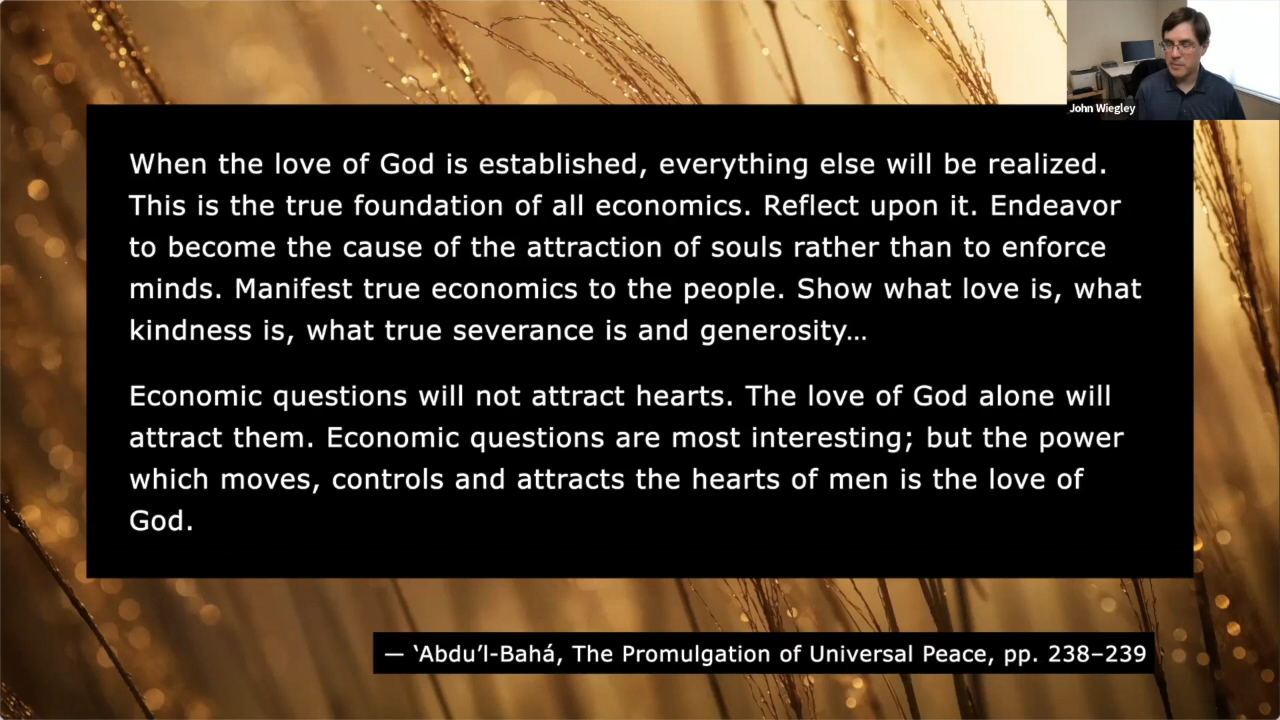 John Wiegley
When the love of God is established, everything else will be realized.
This is the true foundation of all economics. Reflect upon it. Endeavor
to become the cause of the attraction of souls rather than to enforce
minds. Manifest true economics to the people. Show what love is, what
kindness is, what true severance is and generosity…
Economic questions will not attract hearts. The love of God alone will
attract them. Economic questions are most interesting; but the power
which moves, controls and attracts the hearts of men is the love of
God.
— ‘Abdu’l-Bahá, The Promulgation of Universal Peace, pp. 238–239